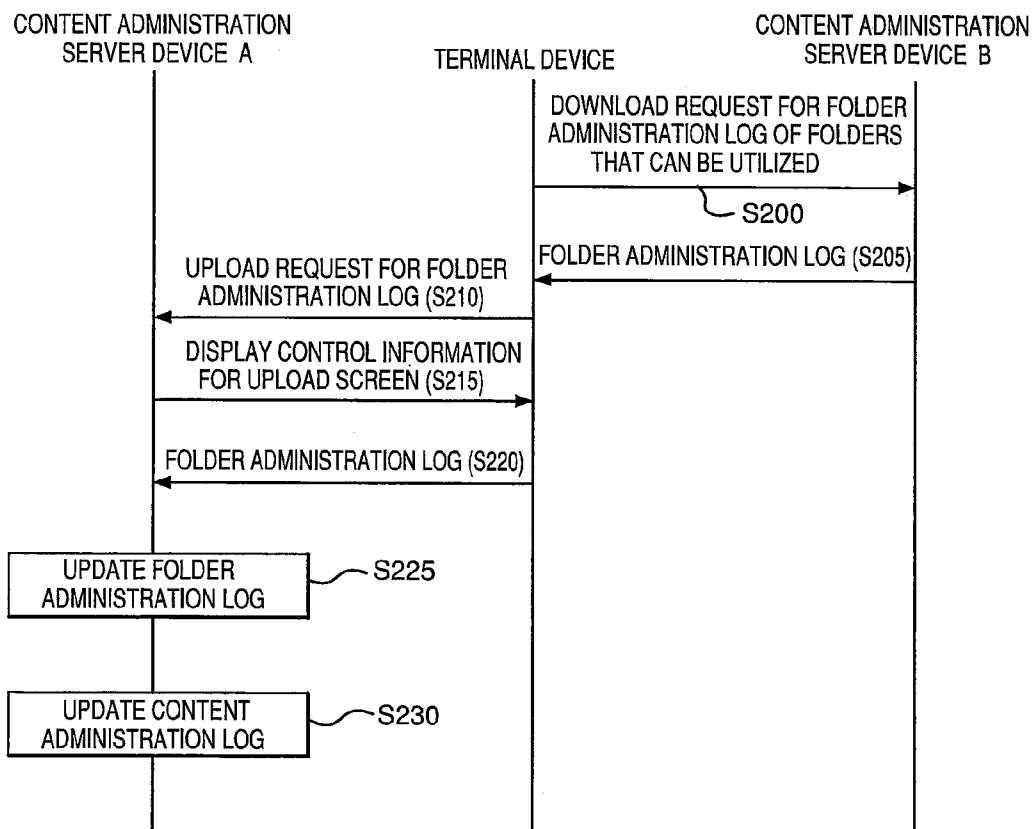 CONTENT ADMINISTRATION
SERVER DEVICE A
TERMINAL DEVICE
CONTENT ADMINISTRATION
SERVER DEVICE B
DOWNLOAD REQUEST FOR FOLDER
ADMINISTRATION LOG OF FOLDERS
THAT CAN BE UTILIZED
S200
FOLDER ADMINISTRATION LOG (S205)
UPLOAD REQUEST FOR FOLDER
ADMINISTRATION LOG (S210)
DISPLAY CONTROL INFORMATION
FOR UPLOAD SCREEN (S215)
FOLDER ADMINISTRATION LOG (S220)
UPDATE FOLDER
ADMINISTRATION LOG
S225
UPDATE CONTENT
ADMINISTRATION LOG
S230